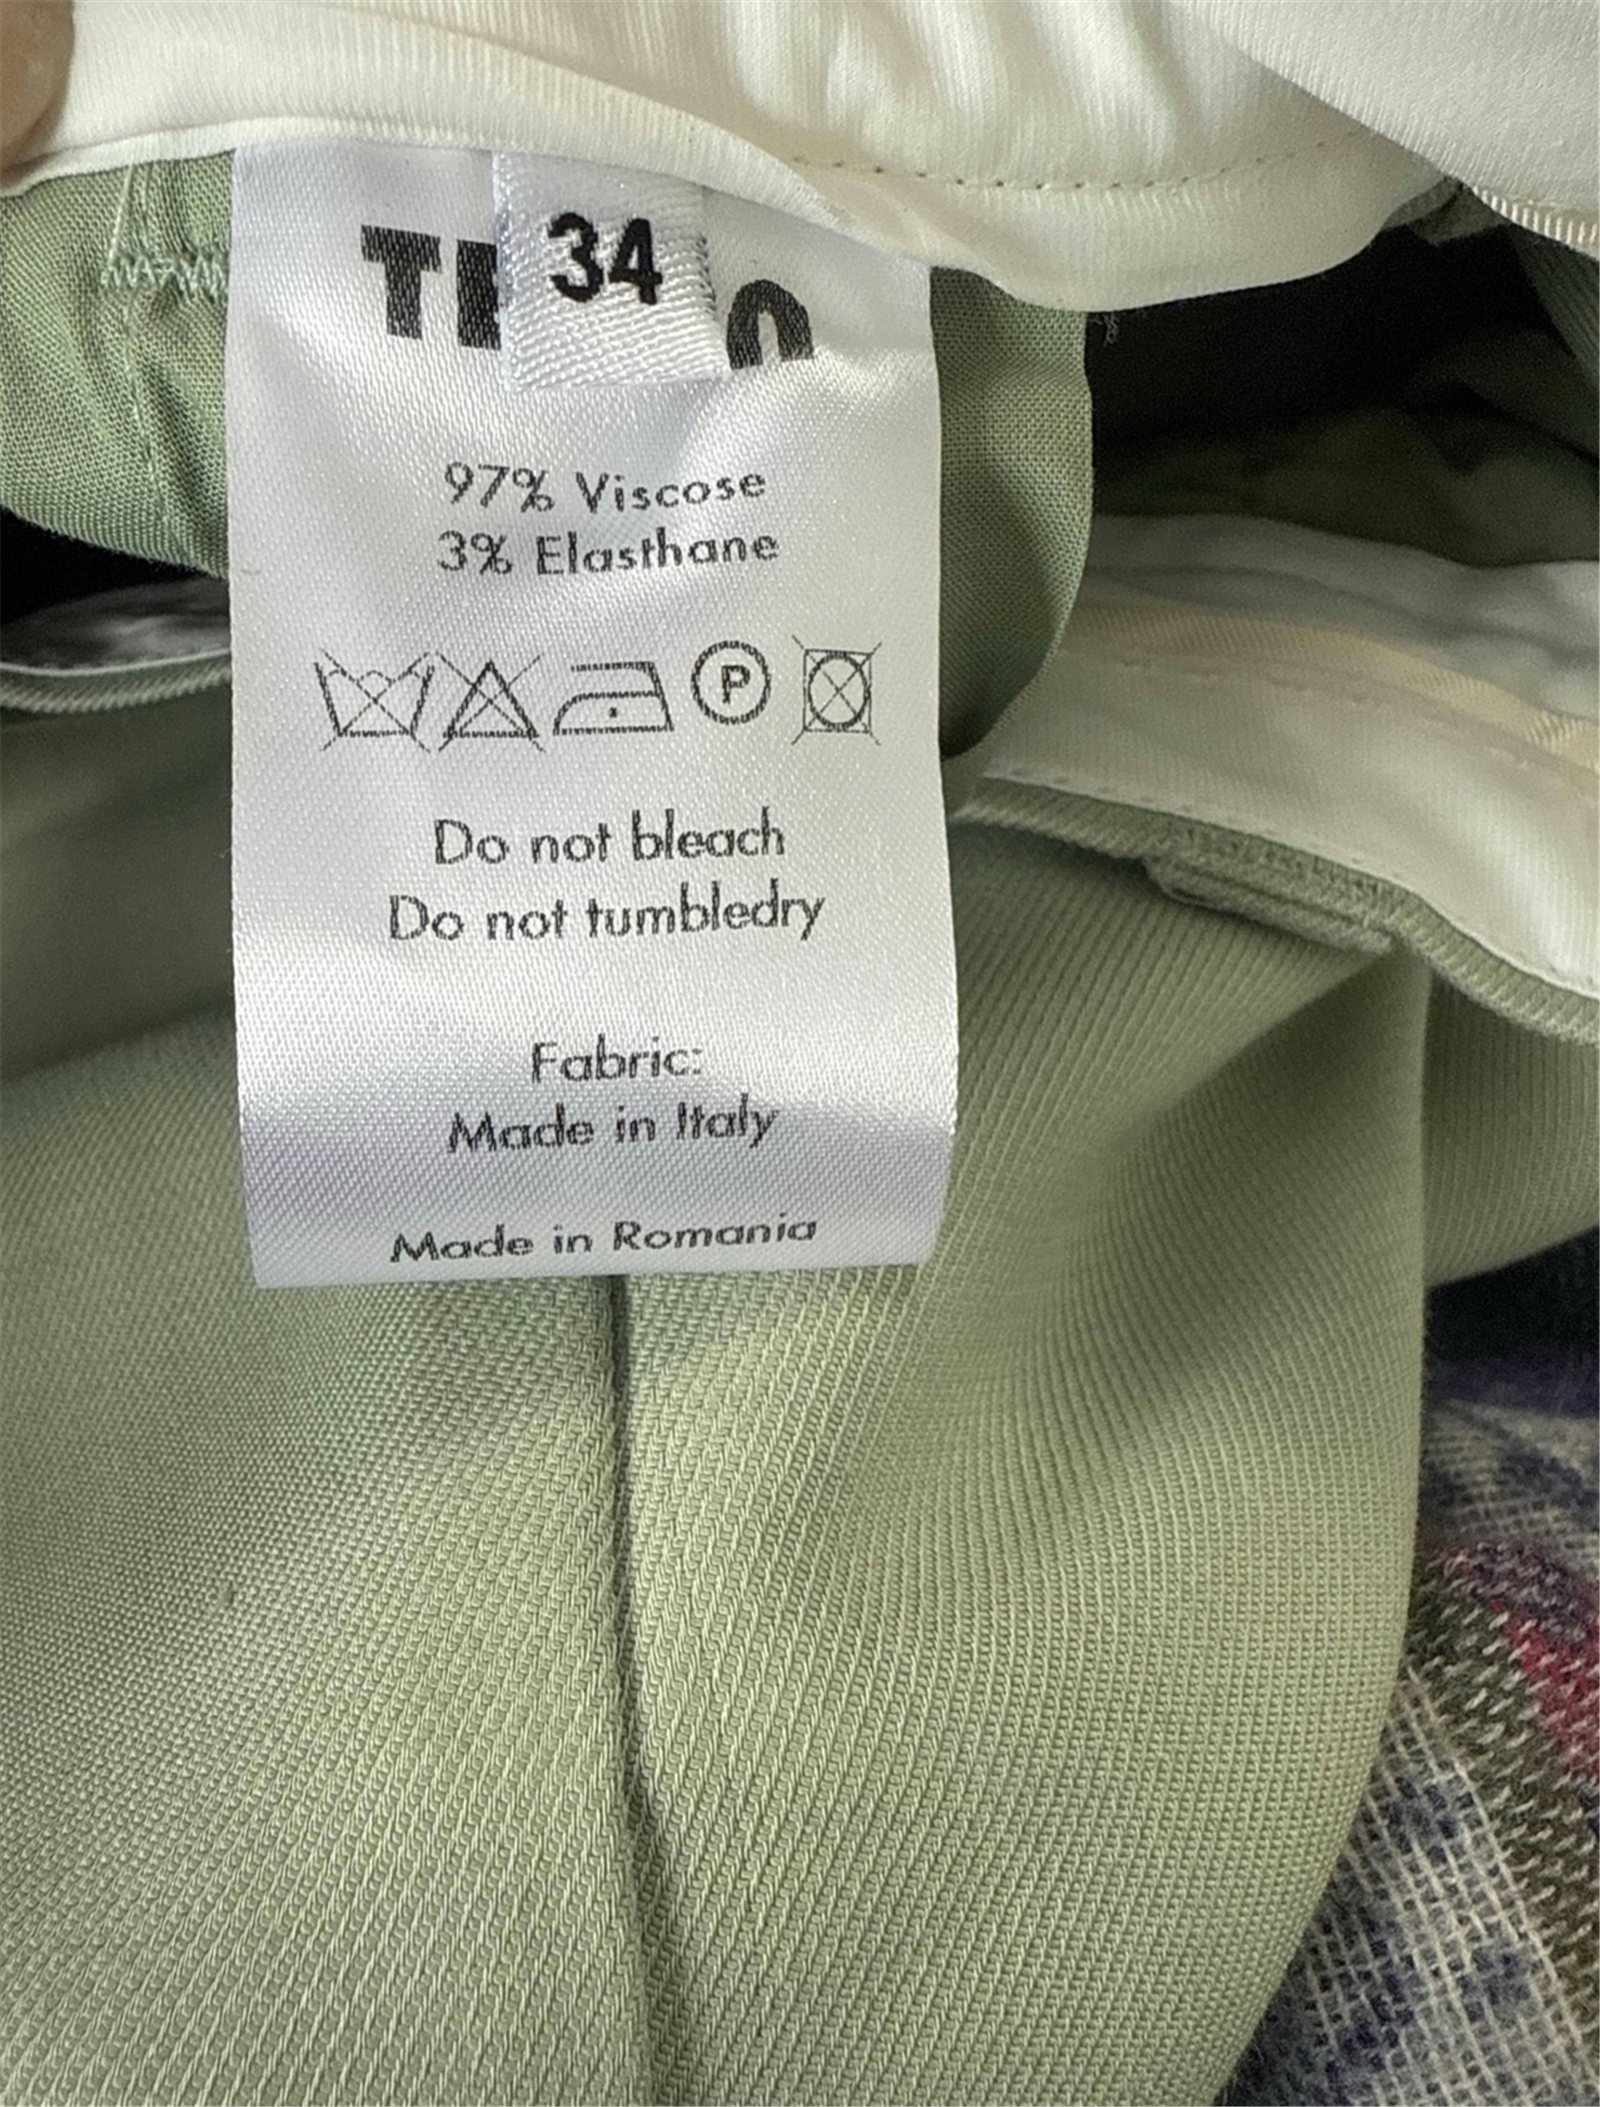 34
97% Viscose
3% Elasthane
P
Do not bleach
Do not tumbledry
Fabric:
Made in Italy
Made in Romania